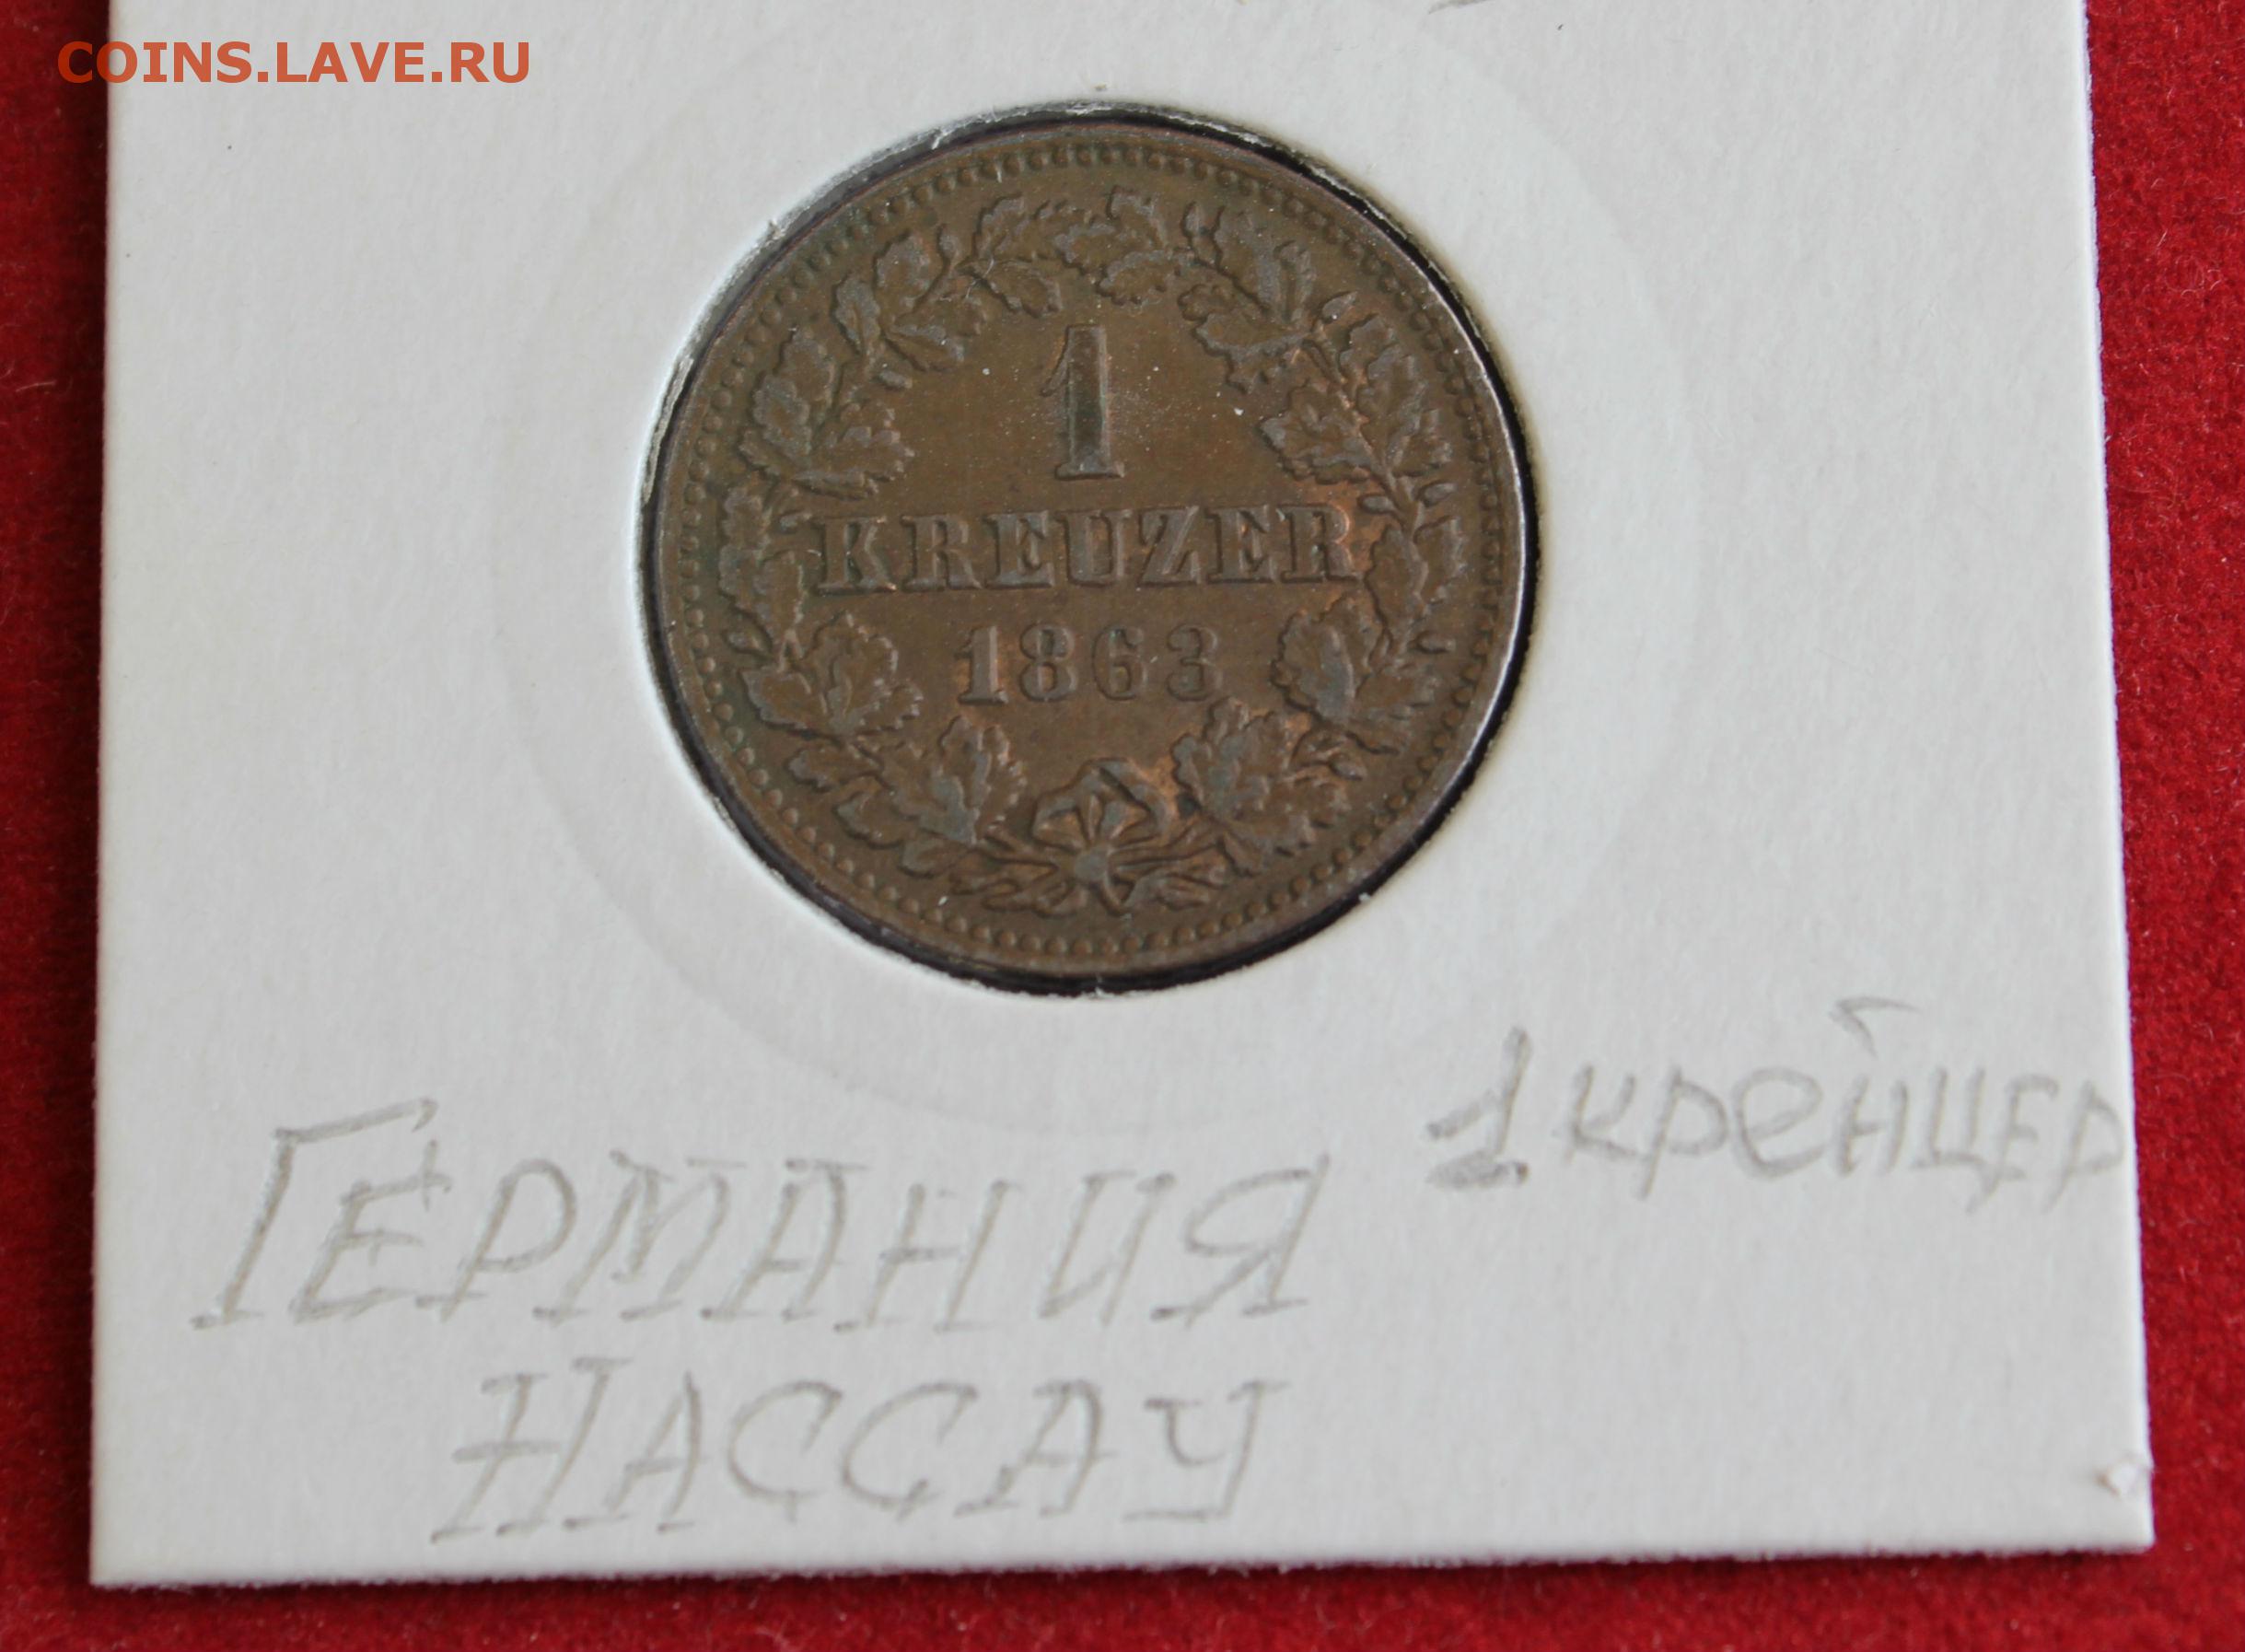 COINS.LAVE.RU
1
KREUZER
1863
1 крейцер
ГЕРМАНИЯ
НАССАУ